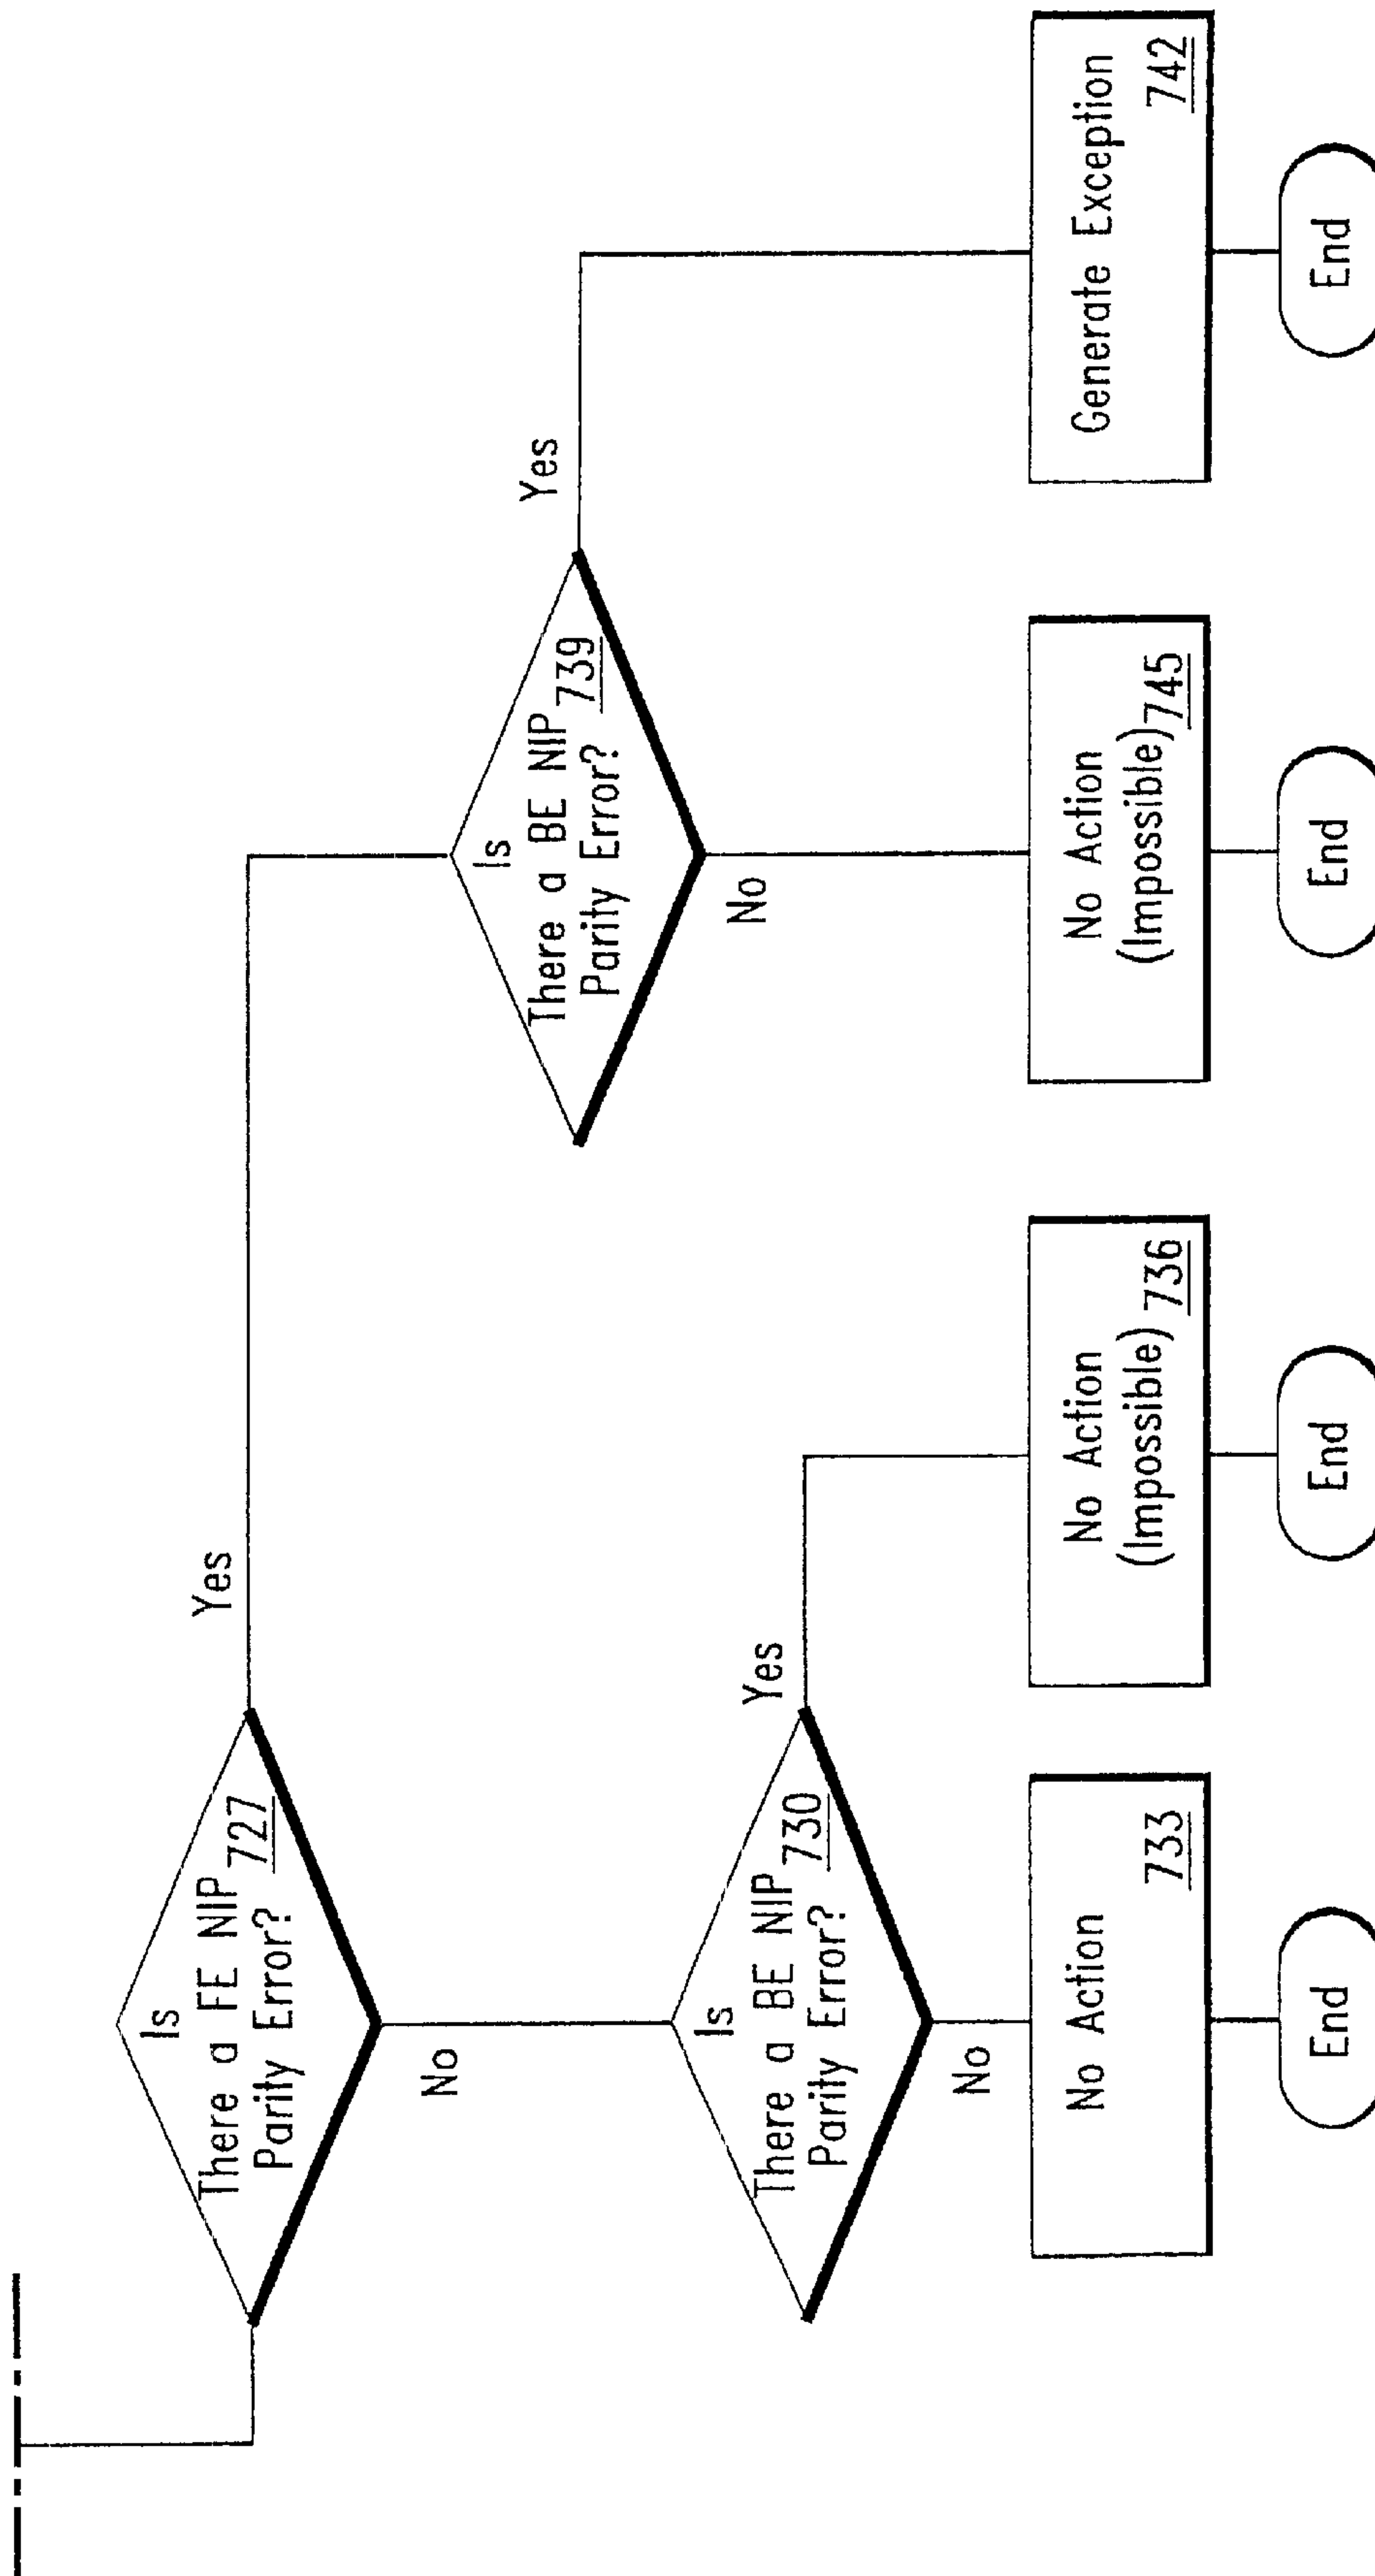 Is
There a FE NIP
Parity Error?
727
Yes
No
Is
There a BE NIP
Parity Error?
739
Yes
No
Is
There a BE NIP
Parity Error?
730
Yes
No
No Action
733
No Action
(Impossible)
736
No Action
(Impossible)
745
Generate Exception
742
End
End
End
End